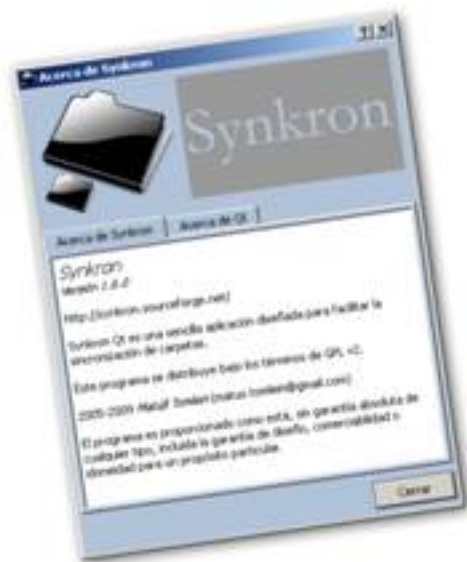 Acerca de Synkron
Synkron
Acerca de Synkron
Acerca de Qt
Synkron
Versión 1.6.0
http://synkron.sourceforge.net/
Synkron Qt es una sencilla aplicación diseñada para facilitar la
sincronización de carpetas.
Este programa se distribuye bajo los términos de GPL v2.
2005-2009 Matúš Tomlein (matus.tomlein@gmail.com)
El programa es proporcionado como está, sin garantía absoluta de
cualquier tipo, incluida la garantía de diseño, comerciabilidad o
idoneidad para un propósito particular.
Cerrar